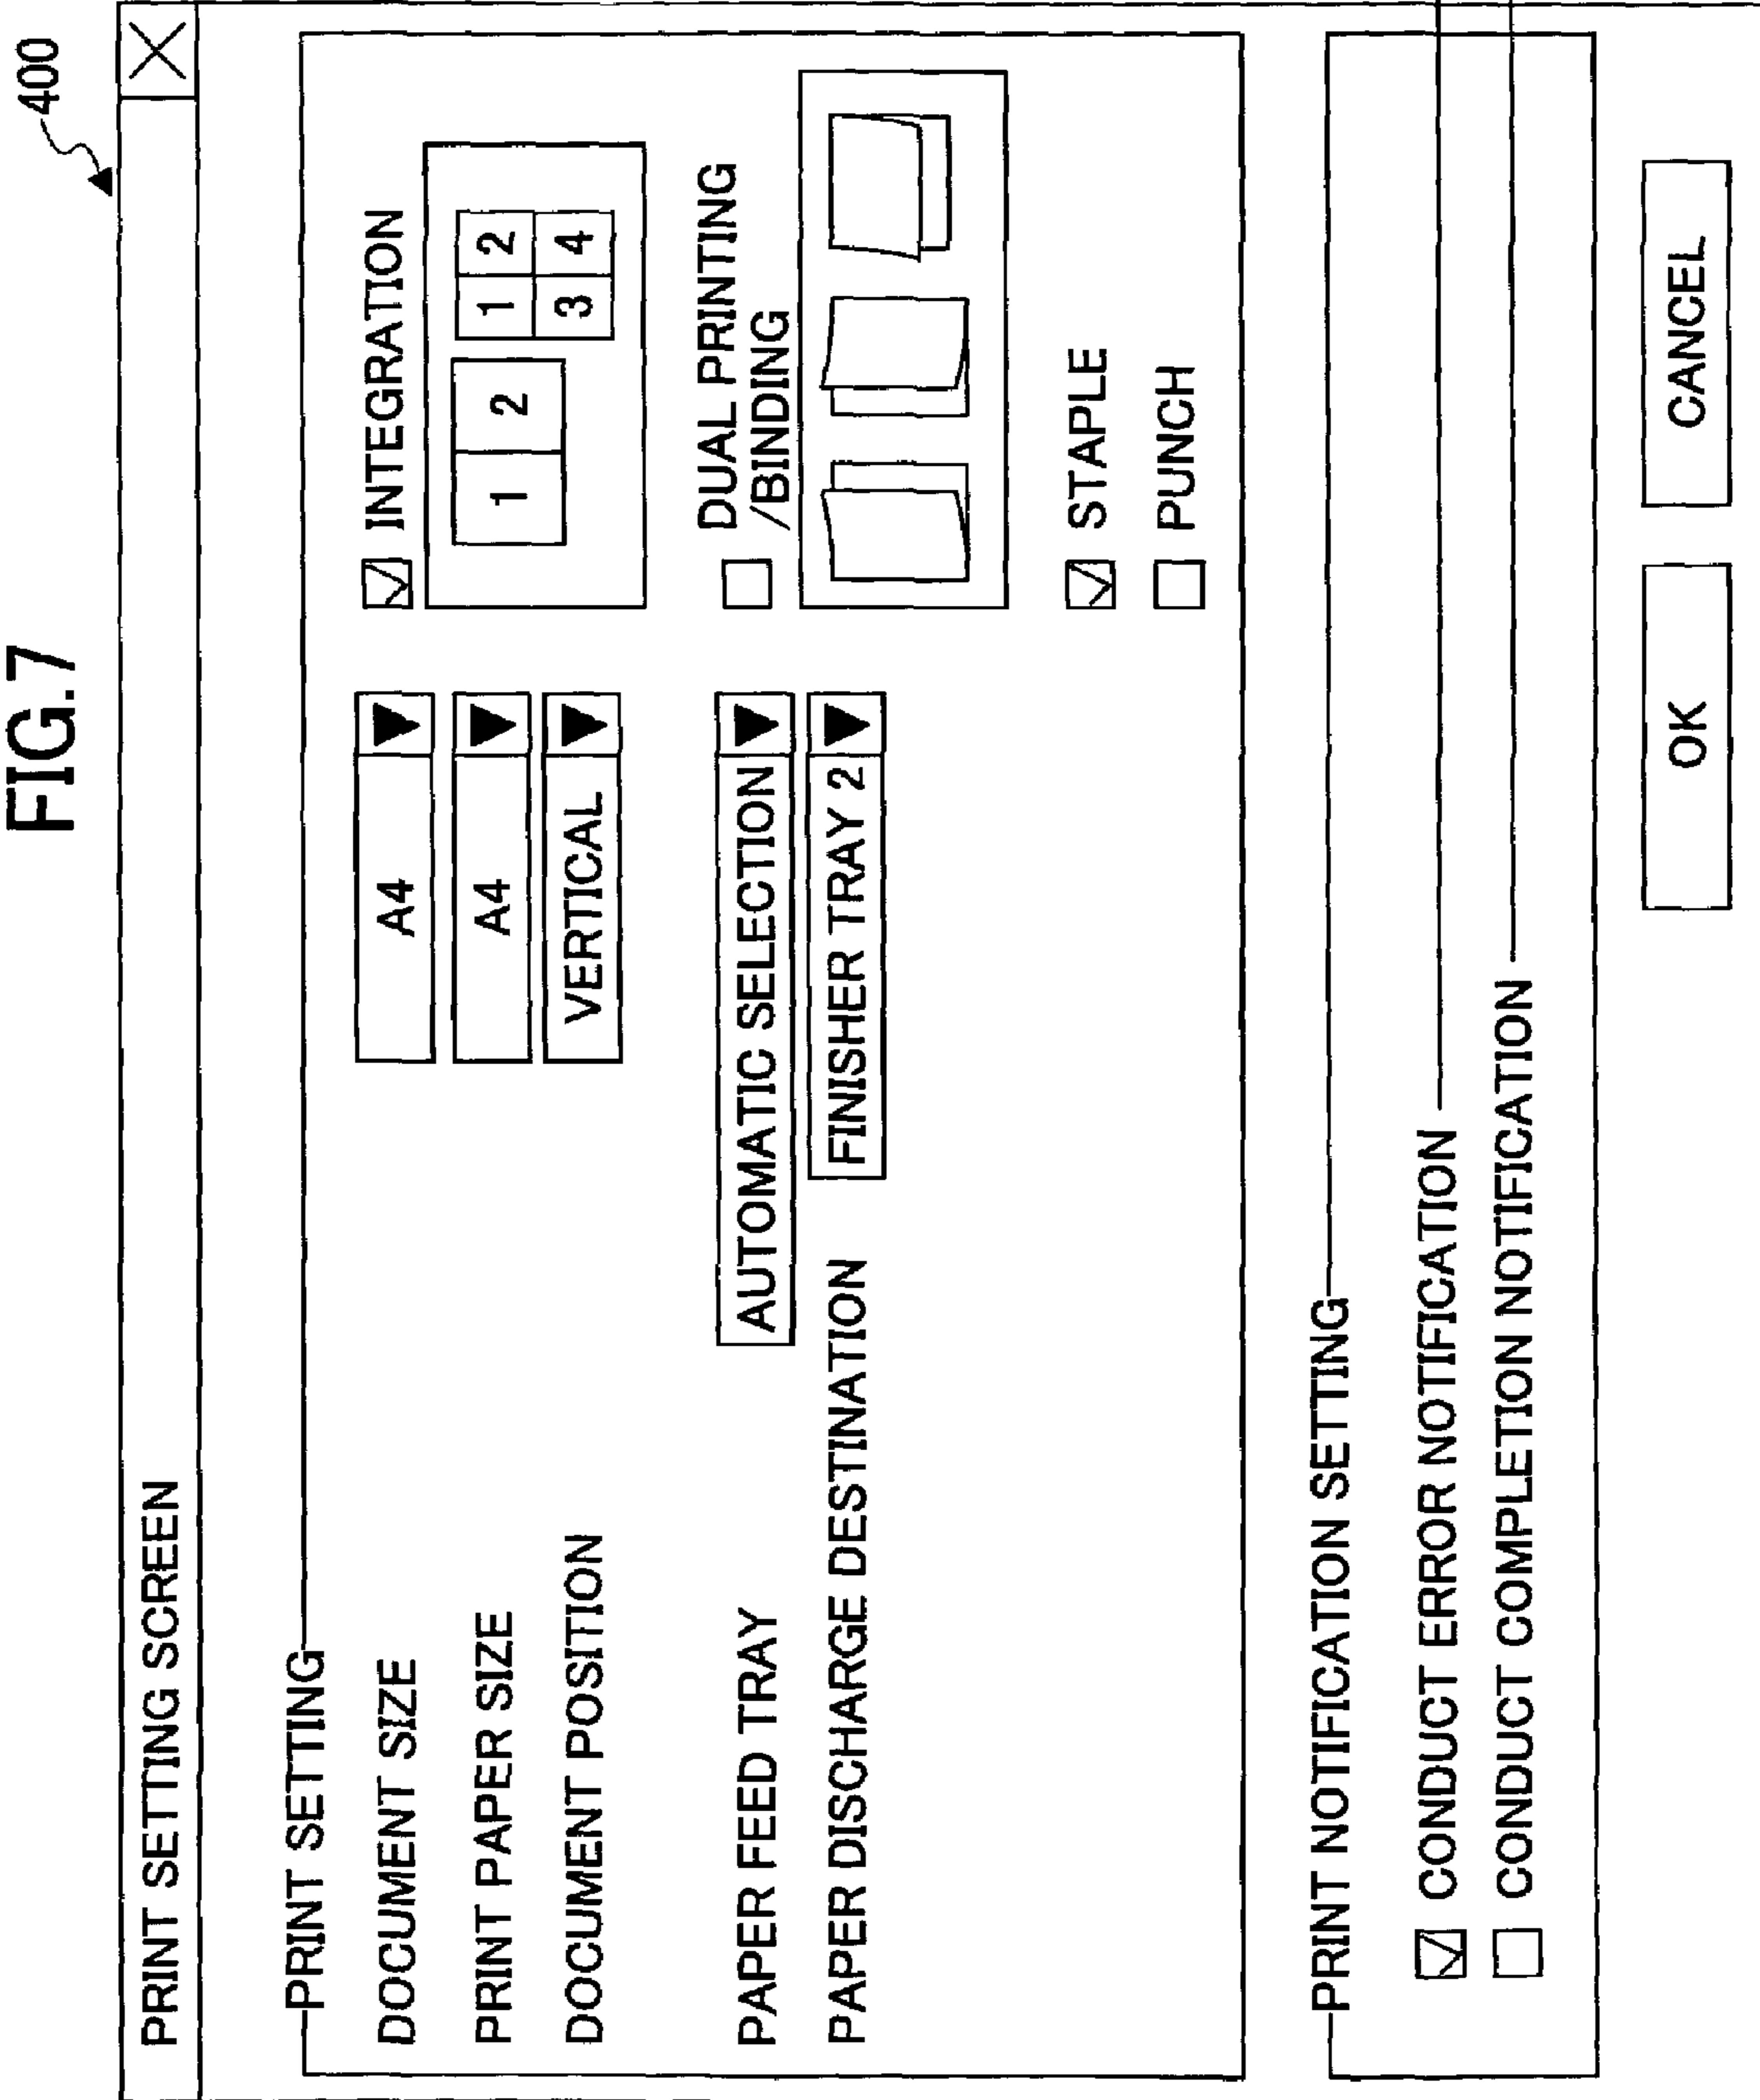 FIG.7
400
PRINT SETTING SCREEN
PRINT SETTING
DOCUMENT SIZE A4
PRINT PAPER SIZE A4
DOCUMENT POSITION VERTICAL
PAPER FEED TRAY AUTOMATIC SELECTION
PAPER DISCHARGE DESTINATION FINISHER TRAY 2
INTEGRATION
1 2
1 2
3 4
DUAL PRINTING
/BINDING
STAPLE
PUNCH
PRINT NOTIFICATION SETTING
CONDUCT ERROR NOTIFICATION
CONDUCT COMPLETION NOTIFICATION
OK CANCEL